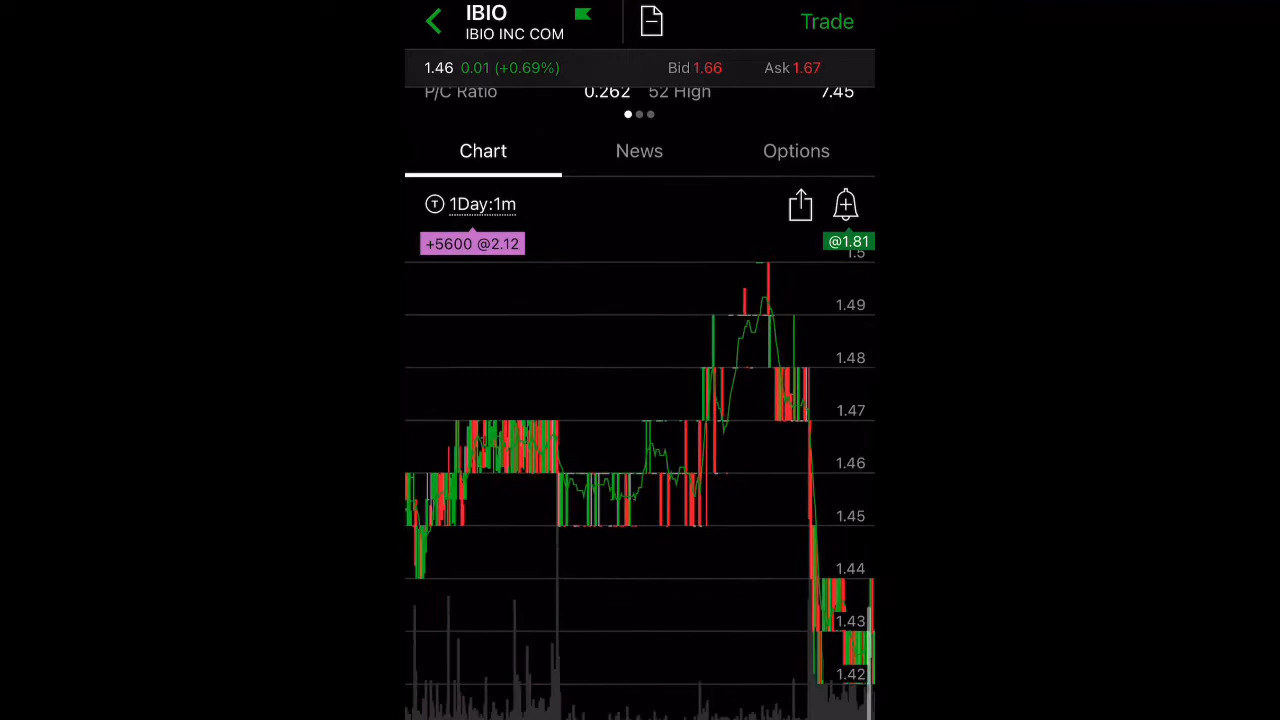 IBIO
IBIO INC COM
Trade
1.46 0.01 (+0.69%) Bid 1.66 Ask 1.67
P/C Ratio 0.262 52 High 7.45
Chart News Options
T 1Day:1m
+5600 @2.12 @1.81
1.5
1.49
1.48
1.47
1.46
1.45
1.44
1.43
1.42